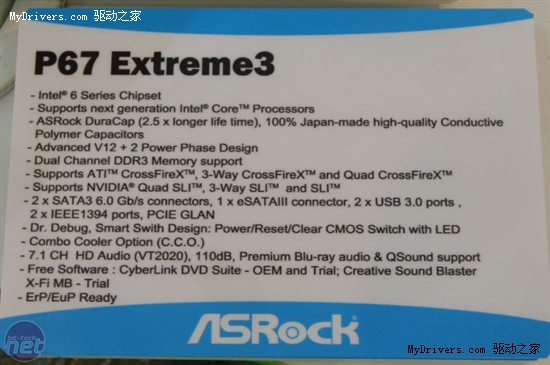 MyDrivers.com 驱动之家
P67 Extreme3
- Intel® 6 Series Chipset
- Supports next generation Intel® Core™ Processors
- ASRock DuraCap (2.5 x longer life time), 100% Japan-made high-quality Conductive
Polymer Capacitors
- Advanced V12 + 2 Power Phase Design
- Dual Channel DDR3 Memory support
- Supports ATI™ CrossFireX™, 3-Way CrossFireX™ and Quad CrossFireX™
- Supports NVIDIA® Quad SLI™, 3-Way SLI™ and SLI™
- 2 x SATA3 6.0 Gb/s connectors, 1 x eSATAIII connector, 2 x USB 3.0 ports ,
2 x IEEE1394 ports, PCIE GLAN
- Dr. Debug, Smart Swith Design: Power/Reset/Clear CMOS Switch with LED
- Combo Cooler Option (C.C.O.)
- 7.1 CH HD Audio (VT2020), 110dB, Premium Blu-ray audio & QSound support
- Free Software : CyberLink DVD Suite - OEM and Trial; Creative Sound Blaster
X-Fi MB - Trial
- ErP/EuP Ready
ASRock
bit-tech
net
MyDrivers.com 驱动之家